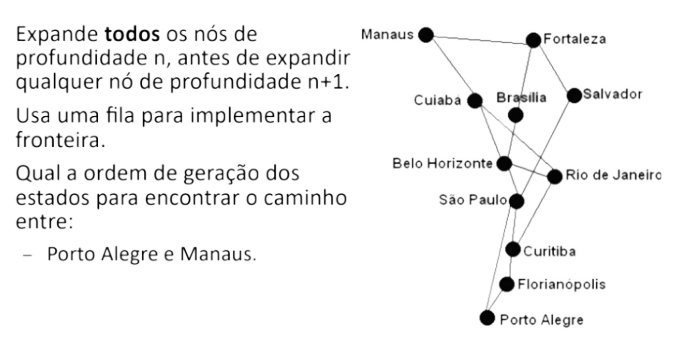 Expande todos os nós de
profundidade n, antes de expandir
qualquer nó de profundidade n+1.
Usa uma fila para implementar a
fronteira.
Qual a ordem de geração dos
estados para encontrar o caminho
entre:
– Porto Alegre e Manaus.
Manaus
Fortaleza
Cuiabá
Brasília
Salvador
Belo Horizonte
Rio de Janeiro
São Paulo
Curitiba
Florianópolis
Porto Alegre